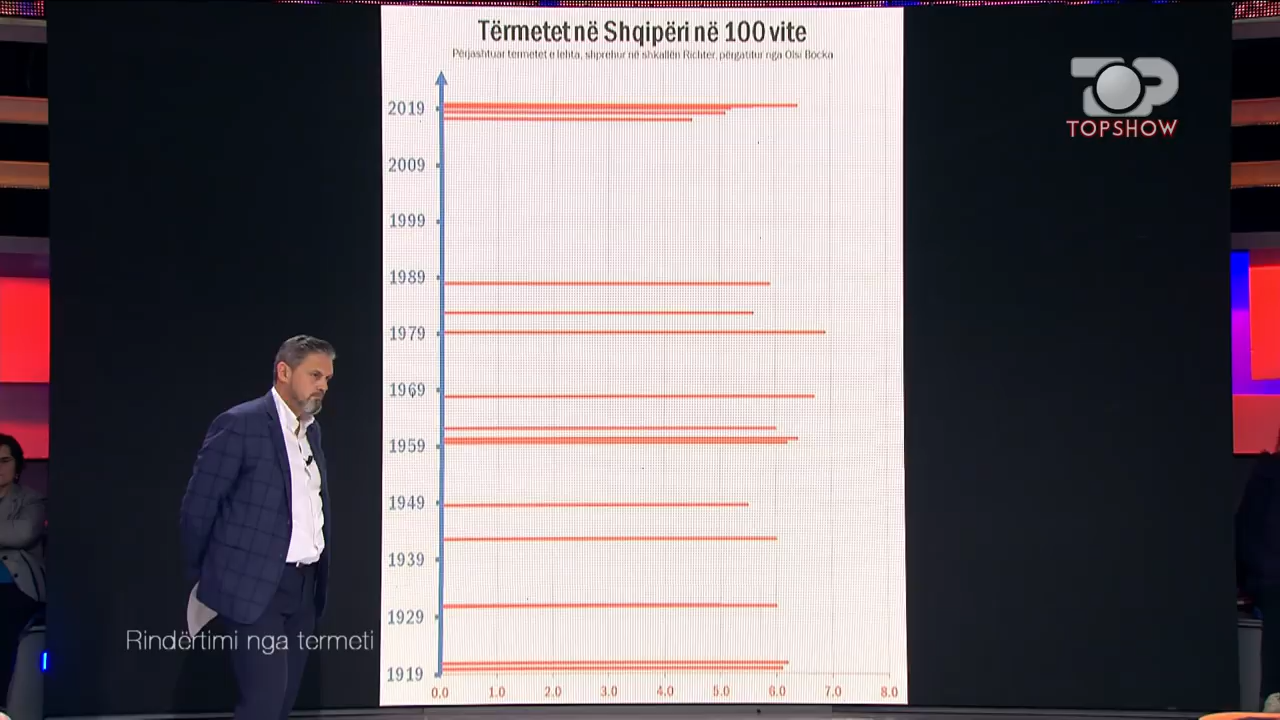 Tërmetet në Shqipëri në 100 vite
Përjashtuar termetet e lehta, shprehur në shkallën Richter, përgatitur nga Olsi Bocka
TOP
TOPSHOW
2019
2009
1999
1989
1979
1969
1959
1949
1939
1929
1919
0.0 1.0 2.0 3.0 4.0 5.0 6.0 7.0 8.0
Rindërtimi nga termeti